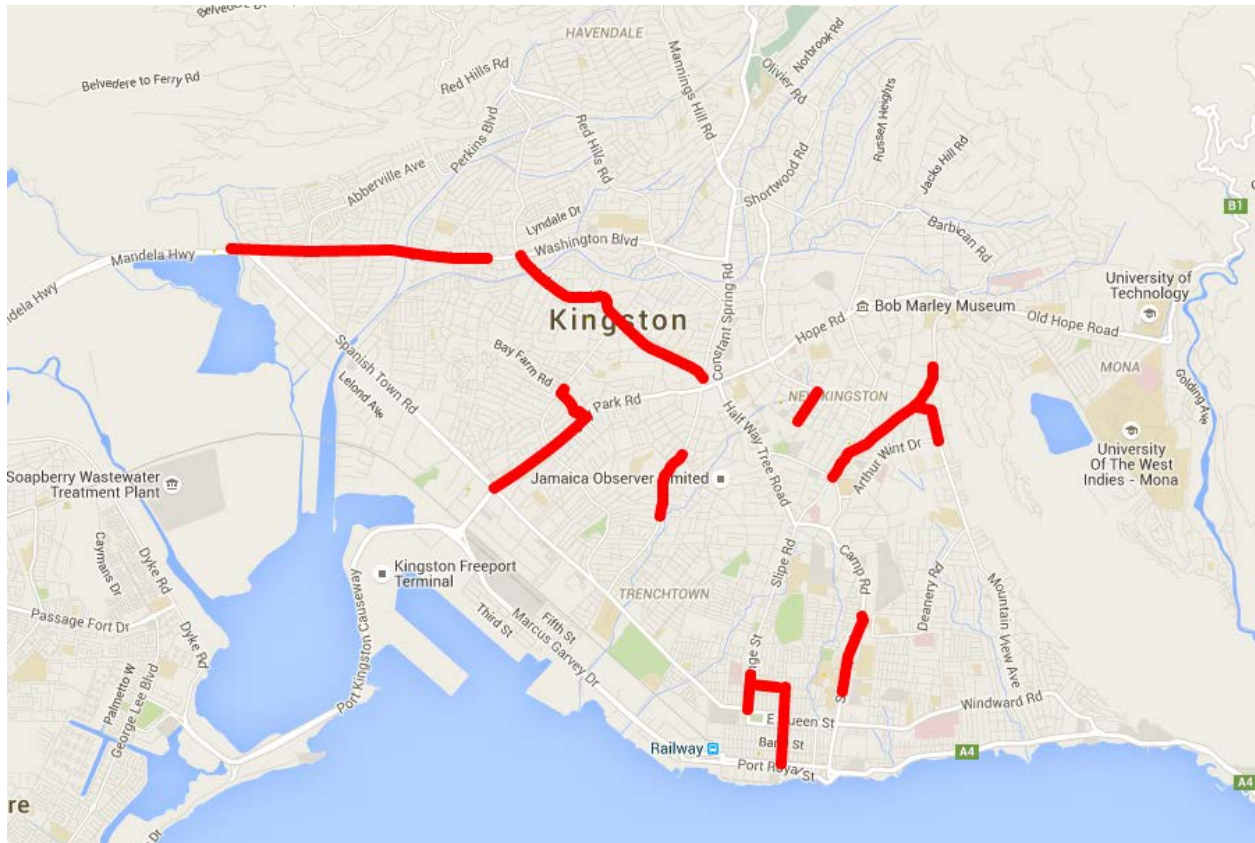 Belvedere to Ferry Rd
HAVENDALE
Red Hills Rd
Mannings Hill Rd
Olivier Rd
Norbrook Rd
Perkins Blvd
Red Hills Rd
Russell Heights
Abberville Ave
Shortwood Rd
Jacks Hill Rd
B1
Lyndale Dr
Barbican Rd
Mandela Hwy
Washington Blvd
Constant Spring Rd
University of
Technology
ndela Hwy
Bob Marley Museum
Kingston
Hope Rd
Old Hope Road
Spanish Town Rd
Bay Farm Rd
MONA
Lelond Ave
Park Rd
NEW KINGSTON
Golding Ave
Half Way Tree Road
Arthur Wint Dr
University
Of The West
Indies - Mona
Soapberry Wastewater
Treatment Plant
Jamaica Observer Limited
Caymans Dr
Dyke Rd
Kingston Freeport
Terminal
Slipe Rd
Camp Rd
Deanery Rd
Passage Fort Dr
TRENCHTOWN
Fifth St
Third St
Marcus Garvey Dr
Dyke Rd
Port Kingston Causeway
Mountain View Ave
Palmetto W
George Lee Blvd
nge St
S
Windward Rd
E Queen St
Railway
Port Royal St
A4
A4
re
Dr